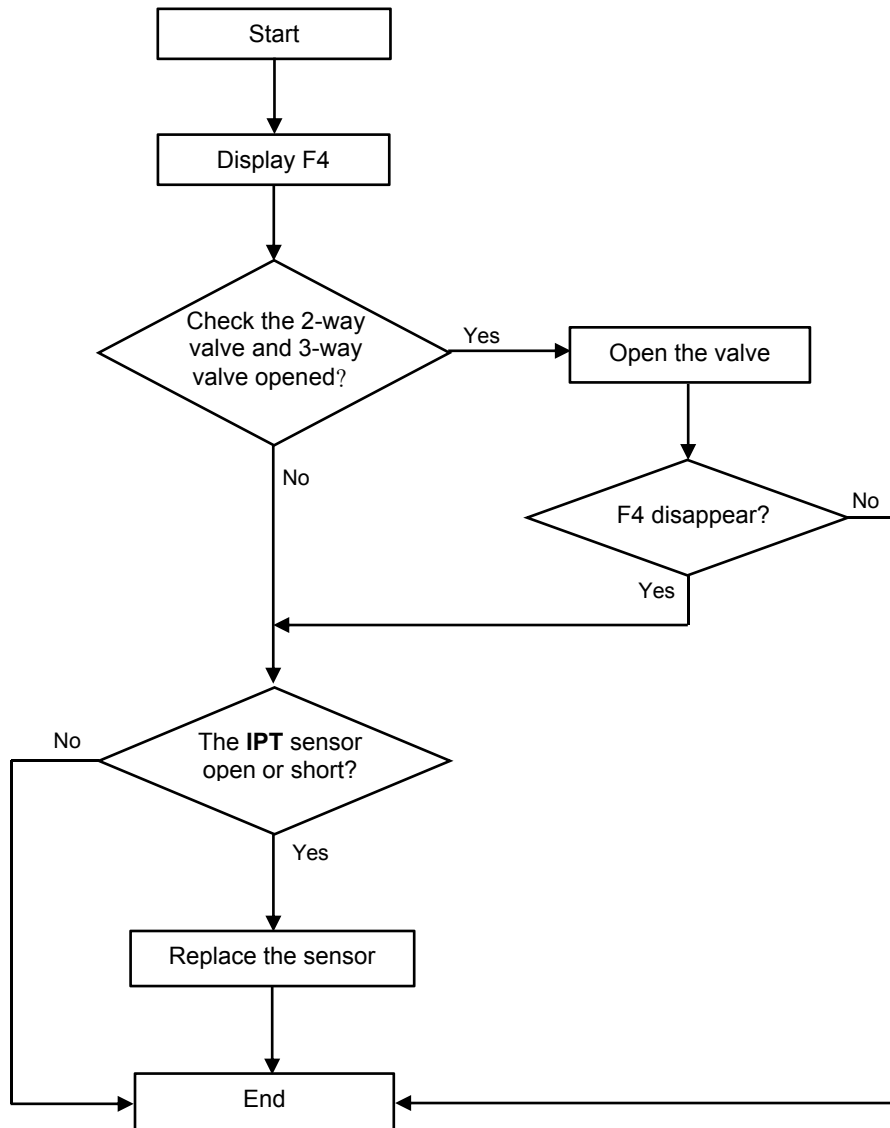 Start
Display F4
Check the 2-way
valve and 3-way
valve opened?
Yes
Open the valve
No
F4 disappear?
No
Yes
No
The IPT sensor
open or short?
Yes
Replace the sensor
End